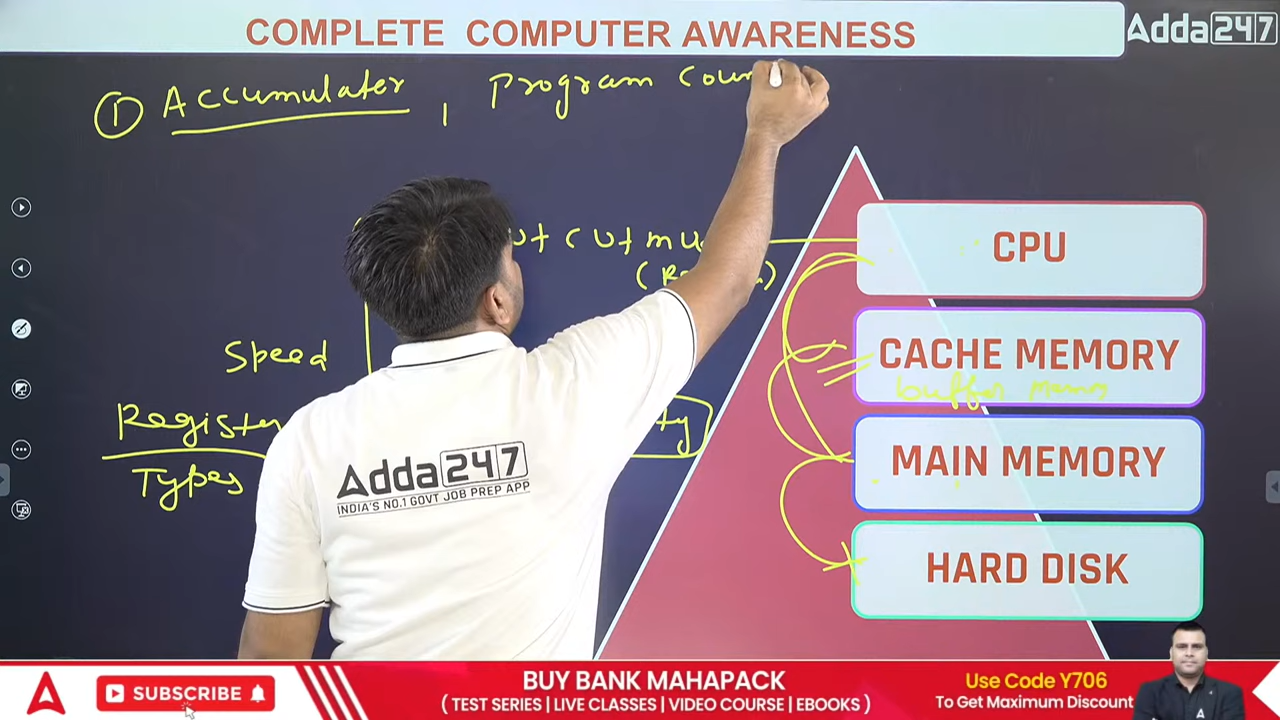 COMPLETE COMPUTER AWARENESS
Adda247
① Accumulater , Program Coun
CPU
Speed
CACHE MEMORY
buffer
Register
Types
MAIN MEMORY
HARD DISK
Adda247
INDIA'S NO.1 GOVT JOB PREP APP
SUBSCRIBE
BUY BANK MAHAPACK
( TEST SERIES | LIVE CLASSES | VIDEO COURSE | EBOOKS )
Use Code Y706
To Get Maximum Discount